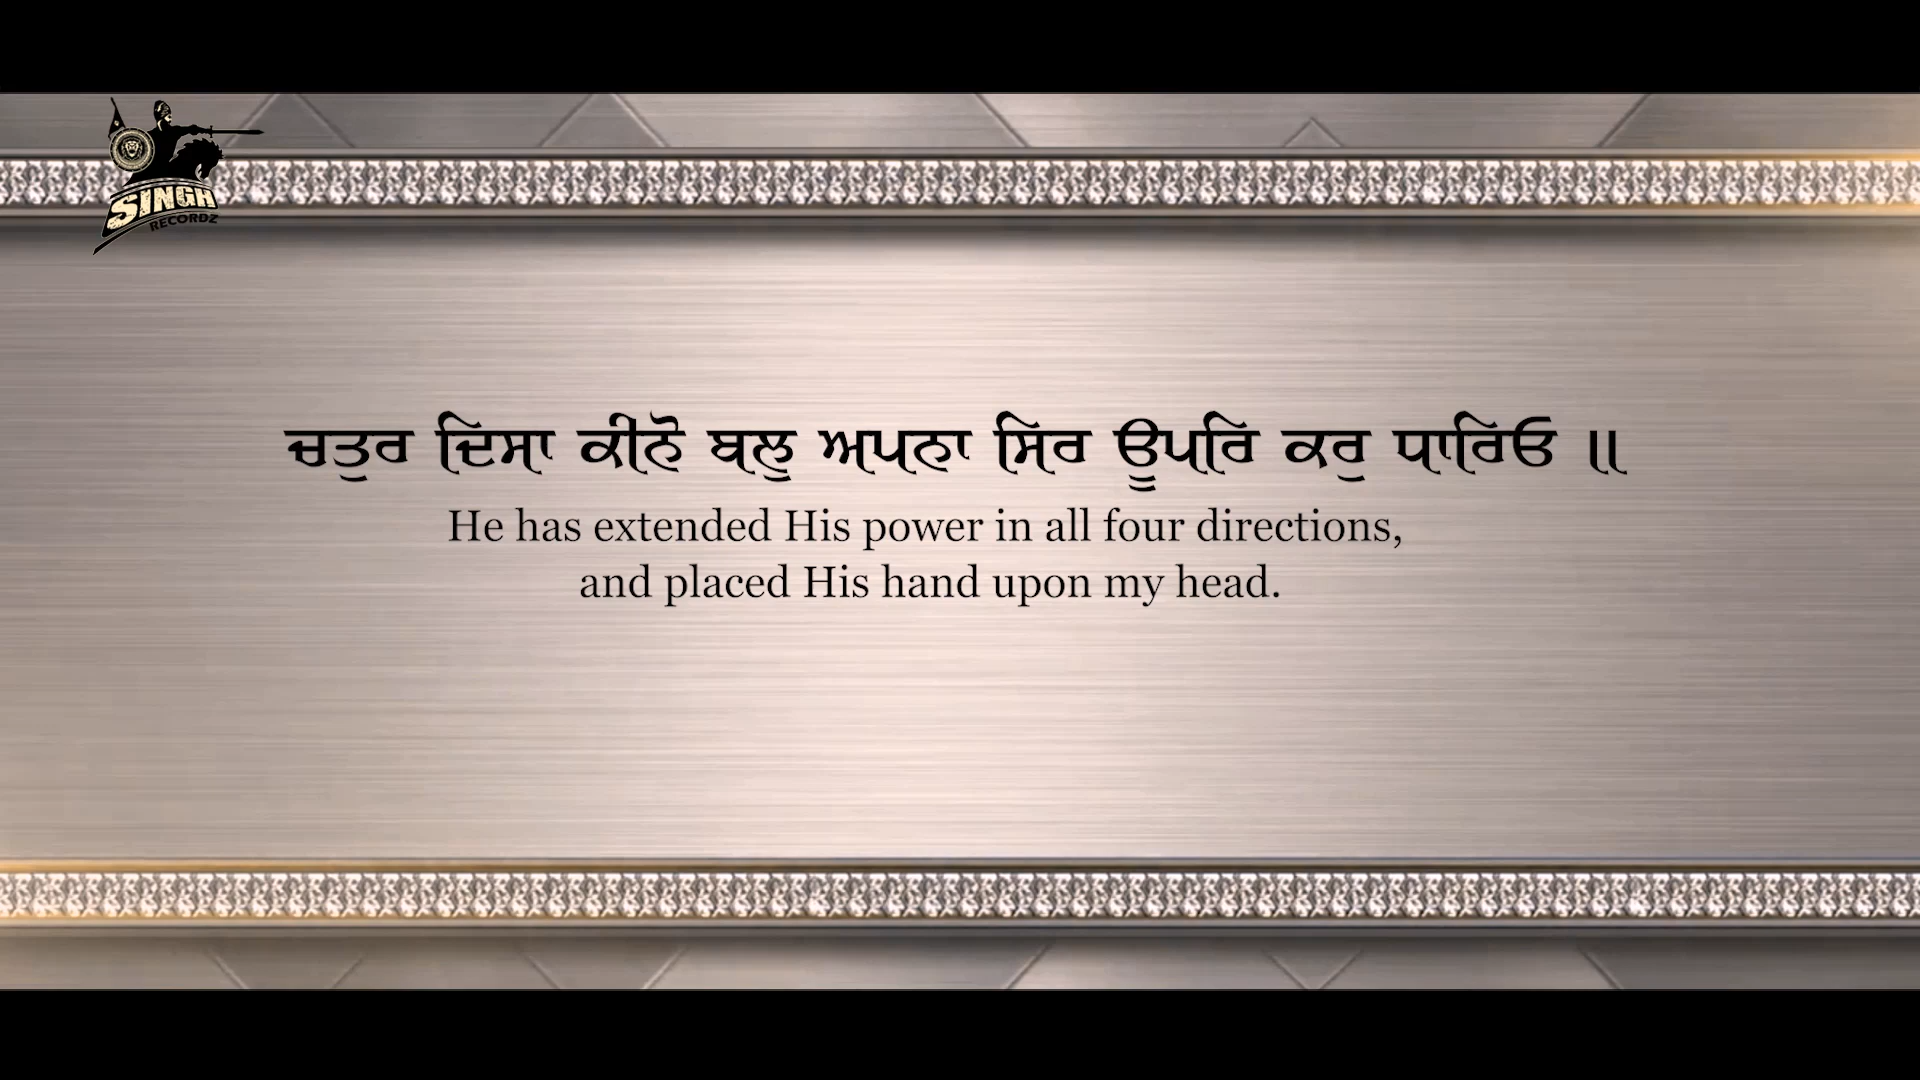 SINGH
RECORDZ
ਚਤੁਰ ਦਿਸਾ ਕੀਨੋ ਬਲੁ ਅਪਨਾ ਸਿਰ ਊਪਰਿ ਕਰੁ ਧਾਰਿਓ ॥
He has extended His power in all four directions,
and placed His hand upon my head.